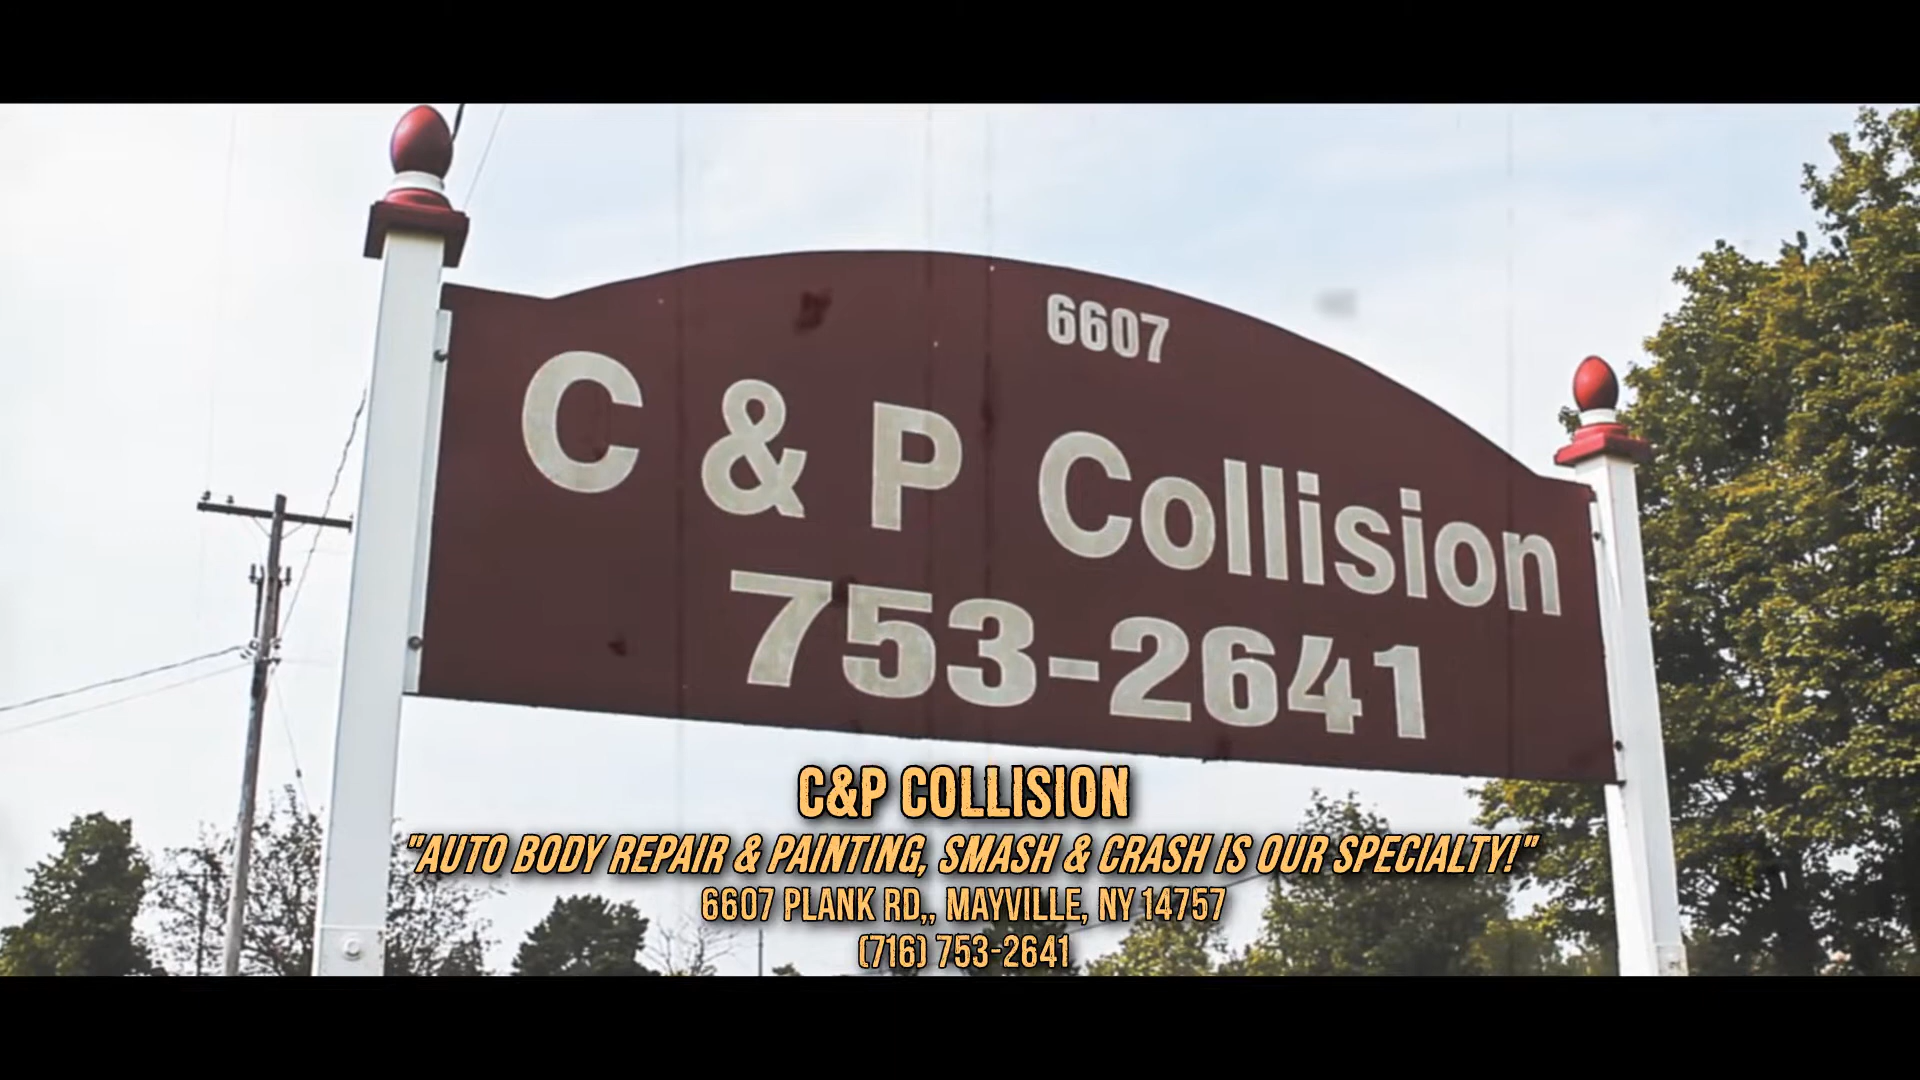 6607
C & P Collision
753-2641
C&P COLLISION
"AUTO BODY REPAIR & PAINTING, SMASH & CRASH IS OUR SPECIALTY!"
6607 PLANK RD,, MAYVILLE, NY 14757
(716) 753-2641